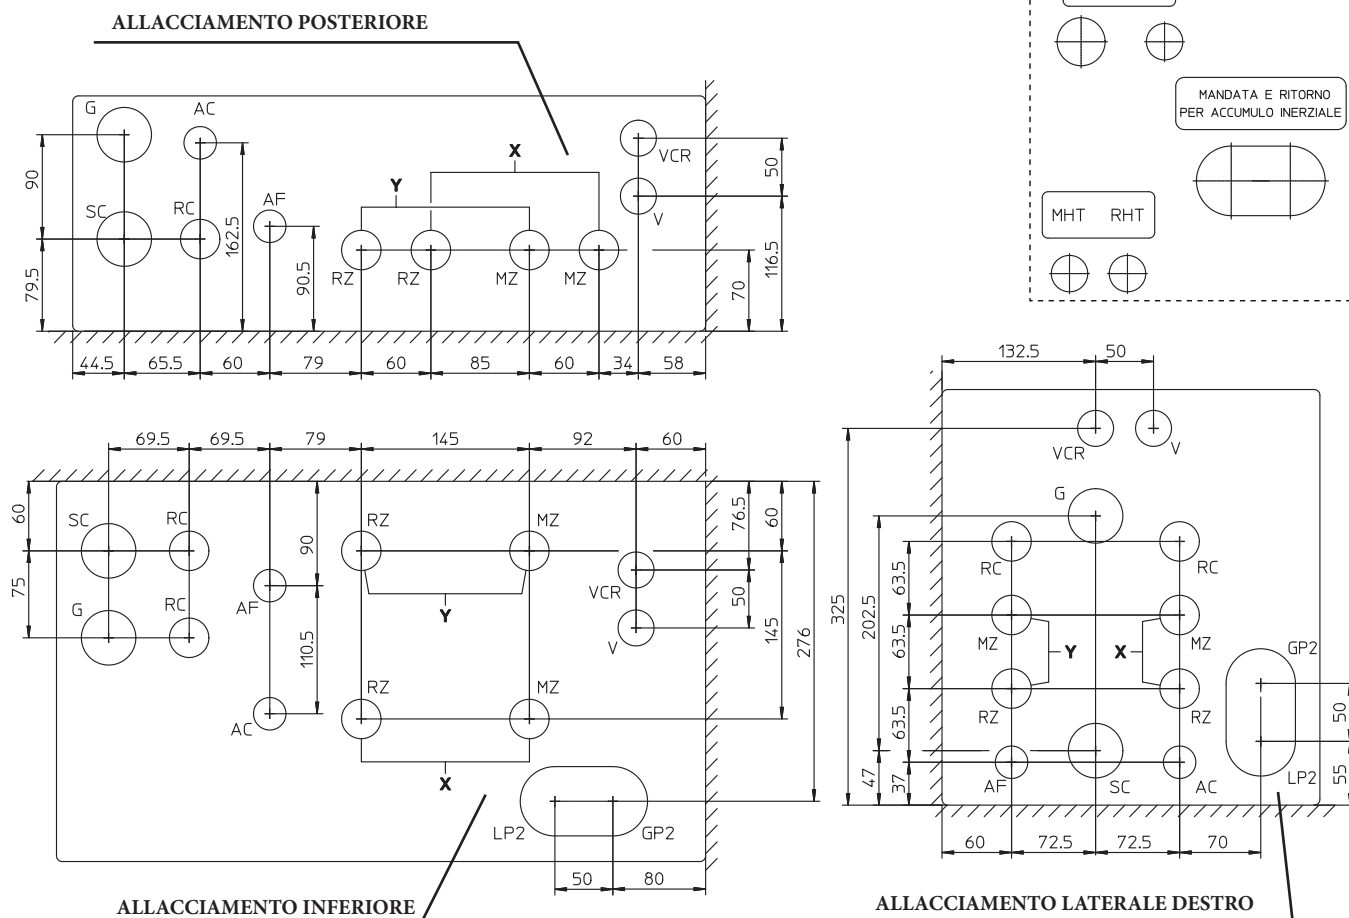 ALLACCIAMENTO POSTERIORE
G
AC
SC
RC
AF
Y
X
VCR
V
RZ
RZ
MZ
MZ
90
79.5
162.5
90.5
50
116.5
70
44.5
65.5
60
79
60
85
60
34
58
MANDATA E RITORNO
PER ACCUMULO INERZIALE
MHT RHT
69.5
69.5
79
145
92
60
60
75
SC
RC
G
RC
AF
AC
90
110.5
RZ
MZ
Y
RZ
MZ
X
VCR
V
76.5
50
60
145
276
LP2
GP2
50
80
ALLACCIAMENTO INFERIORE
132.5
50
VCR
V
G
RC
RC
MZ
MZ
Y
X
RZ
RZ
AF
SC
AC
GP2
LP2
325
202.5
47
63.5
63.5
63.5
37
50
55
60
72.5
72.5
70
ALLACCIAMENTO LATERALE DESTRO